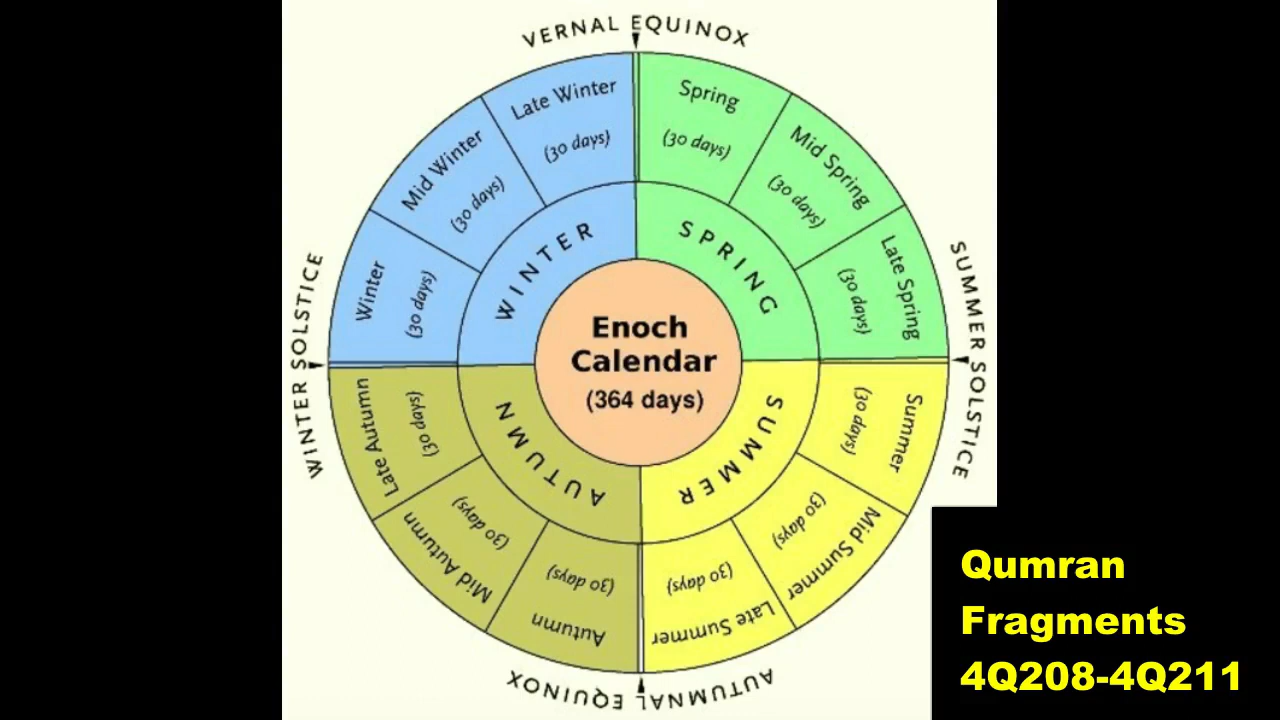 VERNAL EQUINOX
Spring
(30 days)
Mid Spring
(30 days)
Late Spring
(30 days)
SUMMER SOLSTICE
Summer
(30 days)
Mid Summer
(30 days)
Late Summer
(30 days)
AUTUMNAL EQUINOX
Autumn
(30 days)
Mid Autumn
(30 days)
Late Autumn
(30 days)
WINTER SOLSTICE
Winter
(30 days)
Mid Winter
(30 days)
Late Winter
(30 days)
SPRING
SUMMER
AUTUMN
WINTER
Enoch
Calendar
(364 days)
Qumran
Fragments
4Q208-4Q211